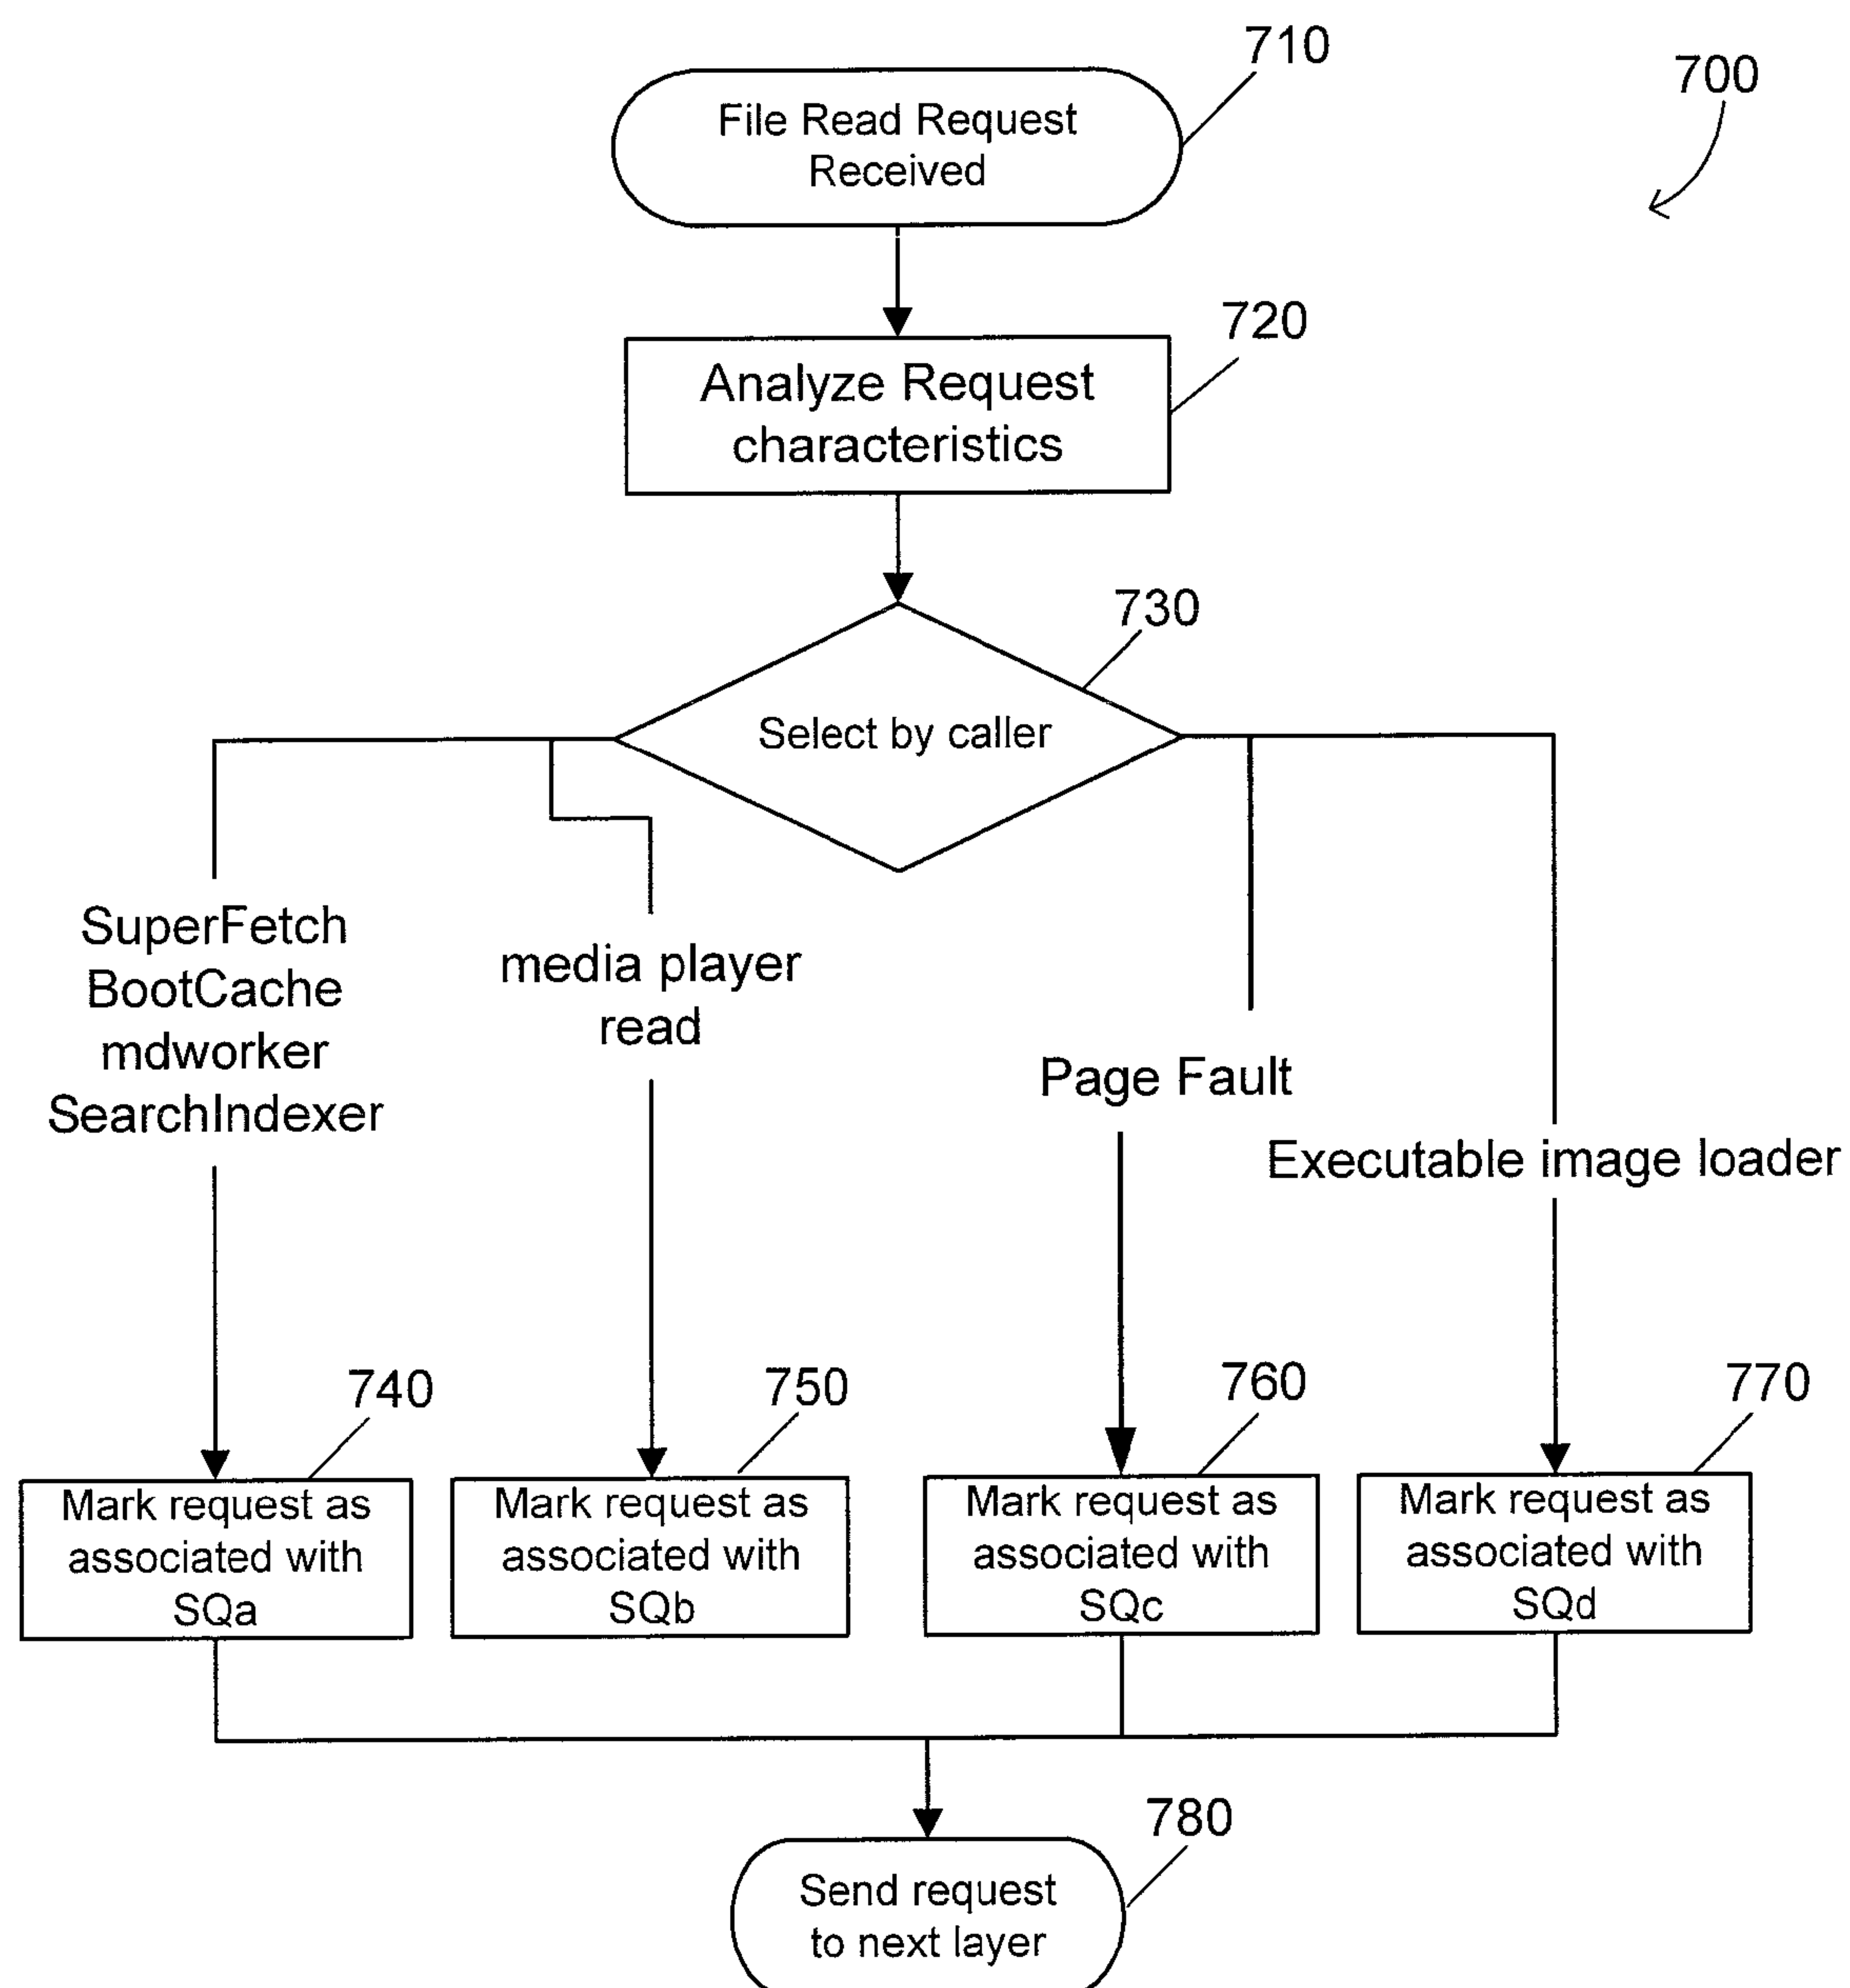 710
700
File Read Request
Received
720
Analyze Request
characteristics
730
Select by caller
SuperFetch
BootCache
mdworker
SearchIndexer
media player
read
Page Fault
Executable image loader
740
750
760
770
Mark request as
associated with
SQa
Mark request as
associated with
SQb
Mark request as
associated with
SQc
Mark request as
associated with
SQd
780
Send request
to next layer